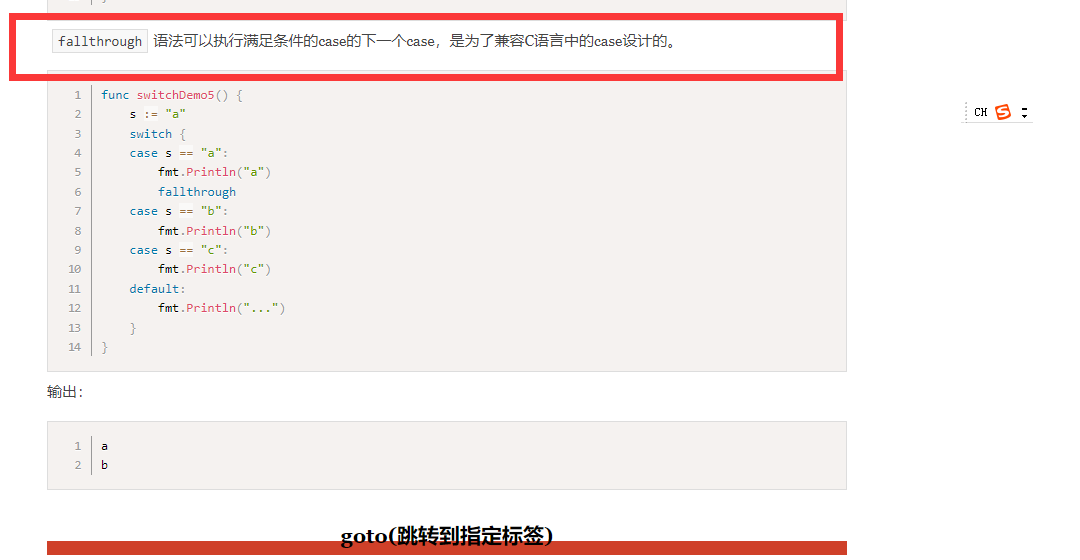 fallthrough 语法可以执行满足条件的case的下一个case，是为了兼容C语言中的case设计的。
1 func switchDemo5() {
2     s := "a"
3     switch {
4     case s == "a":
5         fmt.Println("a")
6         fallthrough
7     case s == "b":
8         fmt.Println("b")
9     case s == "c":
10         fmt.Println("c")
11     default:
12         fmt.Println("...")
13     }
14 }
CH
输出：
1 a
2 b
goto(跳转到指定标签)